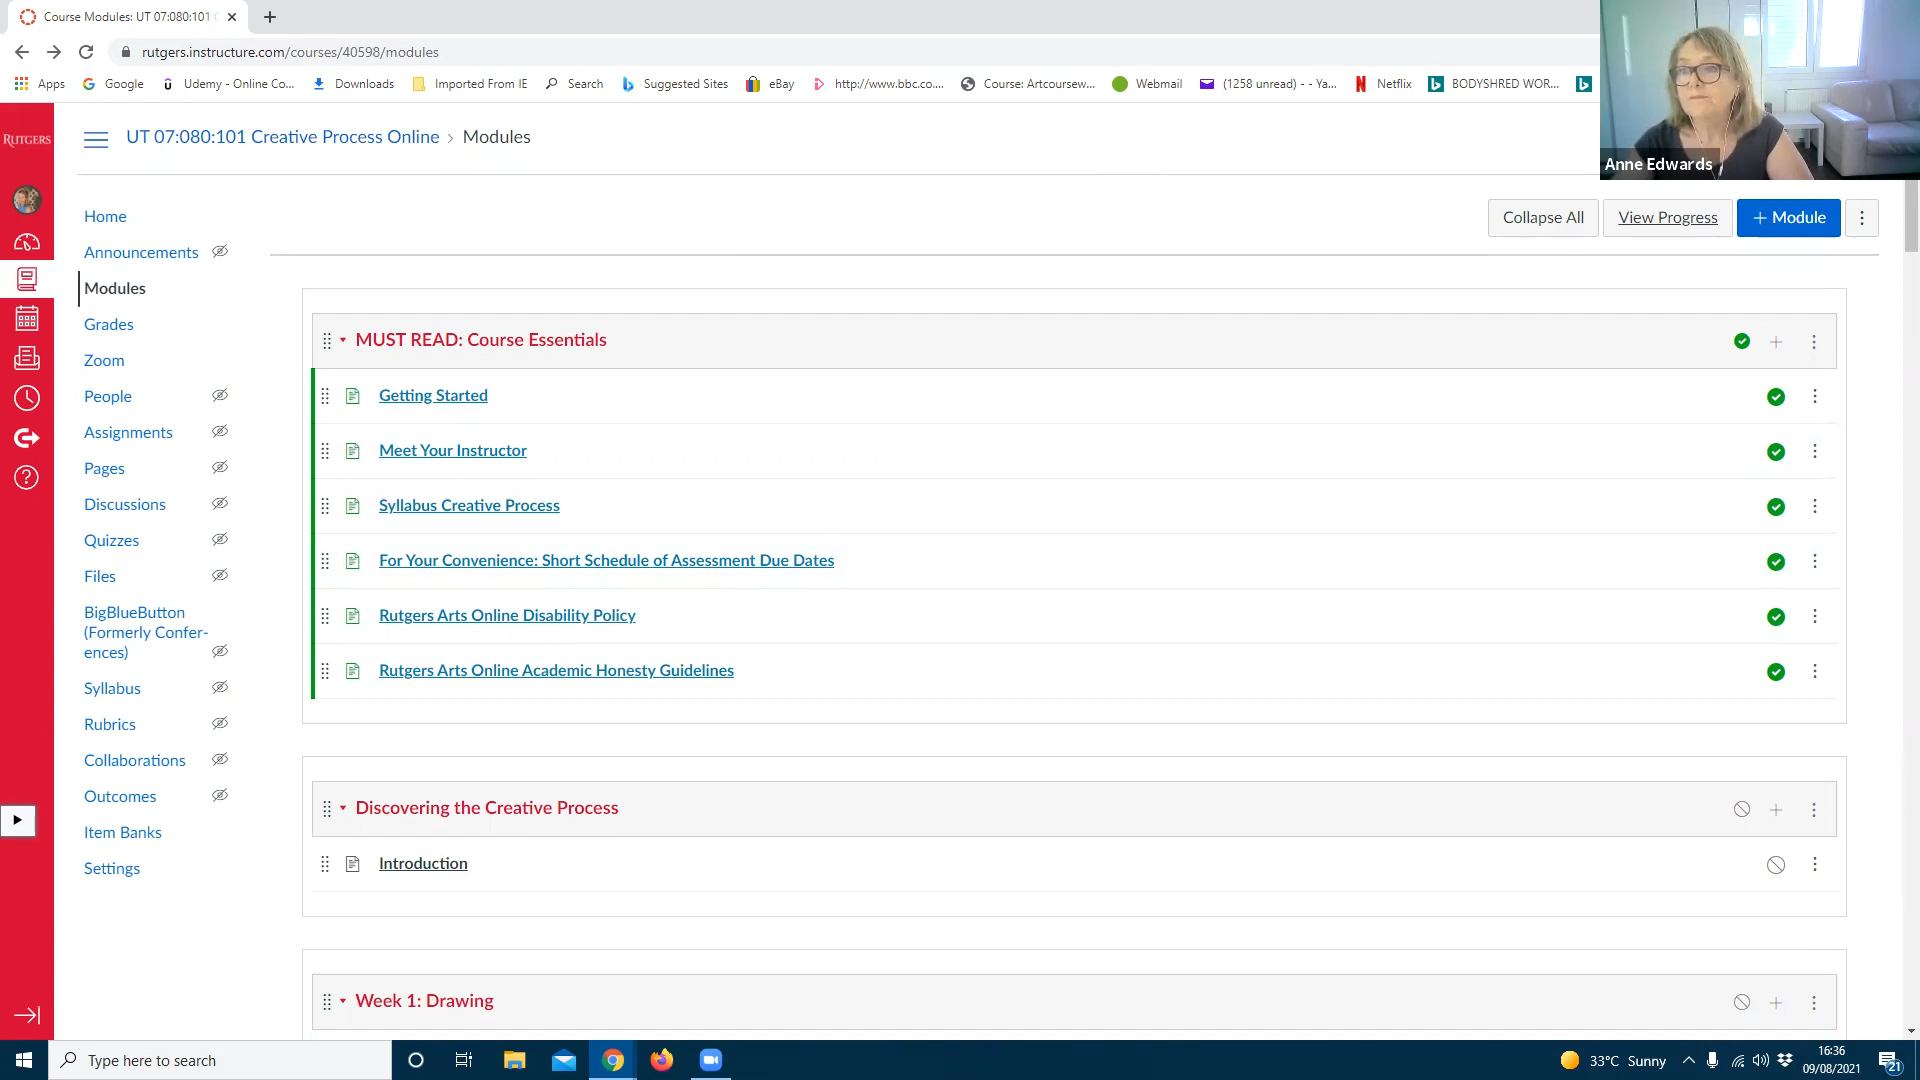 Course Modules: UT 07:080:101
rutgers.instructure.com/courses/40598/modules
Apps
Google
Udemy - Online Co...
Downloads
Imported From IE
Search
Suggested Sites
eBay
http://www.bbc.co....
Course: Artcoursew...
Webmail
(1258 unread) - - Ya...
Netflix
BODYSHRED WOR...
Anne Edwards
RUTGERS
UT 07:080:101 Creative Process Online › Modules
Collapse All
View Progress
+ Module
Home
Announcements
Modules
Grades
Zoom
People
Assignments
Pages
Discussions
Quizzes
Files
BigBlueButton
(Formerly Confer-
ences)
Syllabus
Rubrics
Collaborations
Outcomes
Item Banks
Settings
MUST READ: Course Essentials
Getting Started
Meet Your Instructor
Syllabus Creative Process
For Your Convenience: Short Schedule of Assessment Due Dates
Rutgers Arts Online Disability Policy
Rutgers Arts Online Academic Honesty Guidelines
Discovering the Creative Process
Introduction
Week 1: Drawing
Type here to search
33°C Sunny
16:36
09/08/2021
21